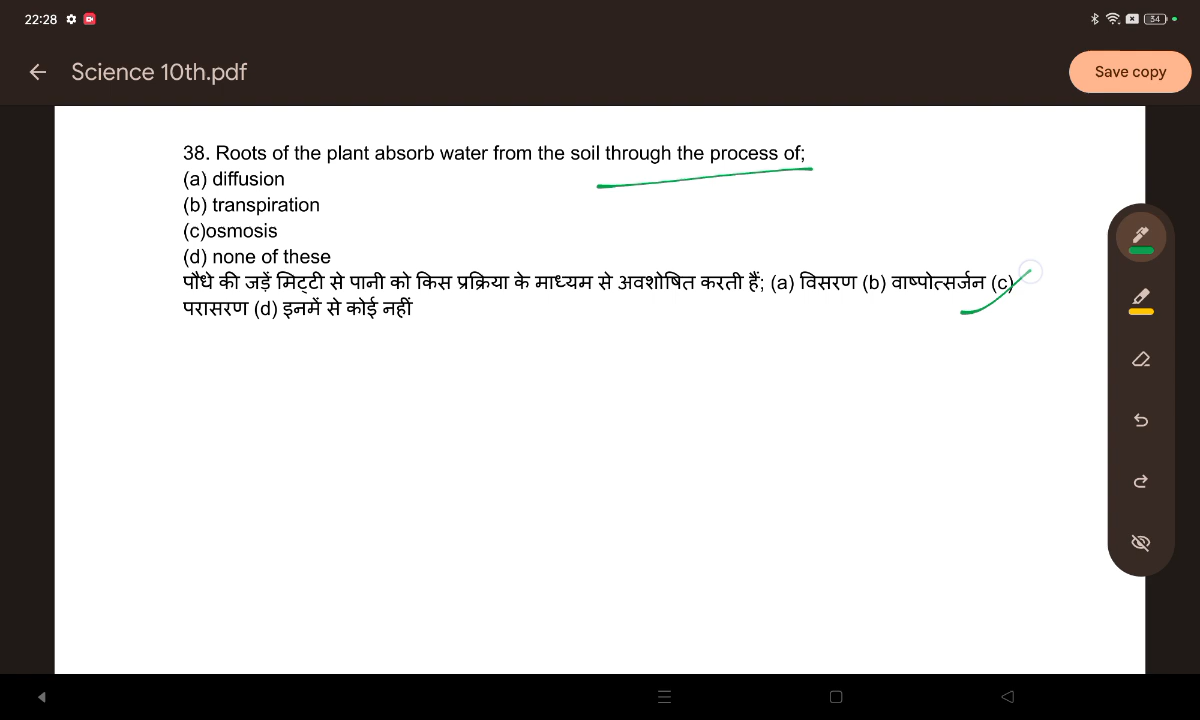 22:28
34
Science 10th.pdf
Save copy
38. Roots of the plant absorb water from the soil through the process of;
(a) diffusion
(b) transpiration
(c)osmosis
(d) none of these
पौधे की जड़ें मिट्टी से पानी को किस प्रक्रिया के माध्यम से अवशोषित करती हैं; (a) विसरण (b) वाष्पोत्सर्जन (c)
परासरण (d) इनमें से कोई नहीं